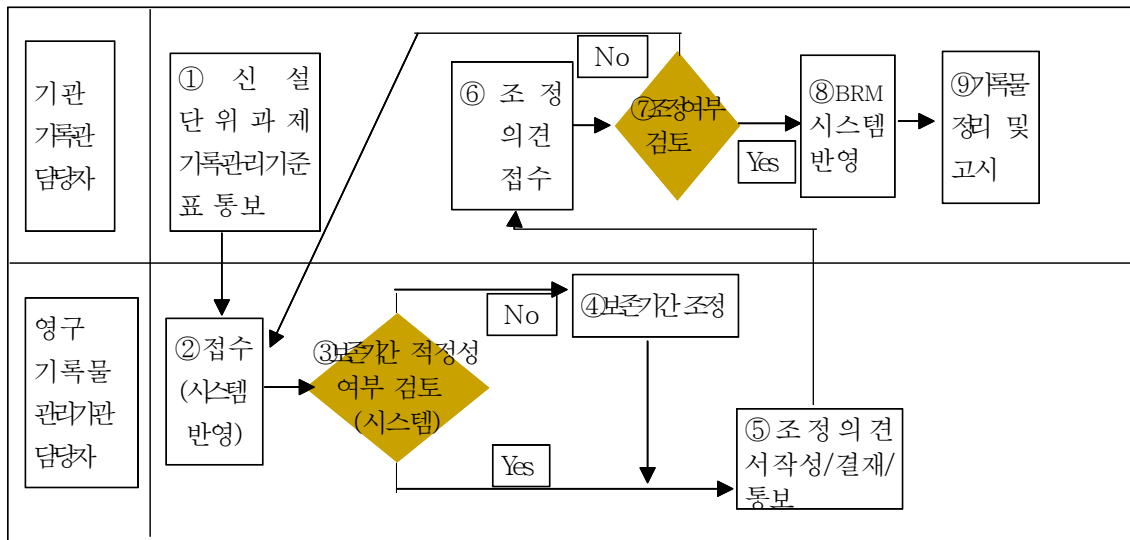 기관
기록관
담당자
① 신 설
단위과제
기록관리기준
표 통보
⑥ 조 정
의견
접수
No
⑦조정여부
검토
Yes
⑧BRM
시스템
반영
⑨기록물
정리 및
고시
영구
기록물
관리기관
담당자
②접수
(시스템
반영)
③보존기간 적정성
여부 검토
(시스템)
No
④보존기간 조정
Yes
⑤조정의견
서작성/결재/
통보